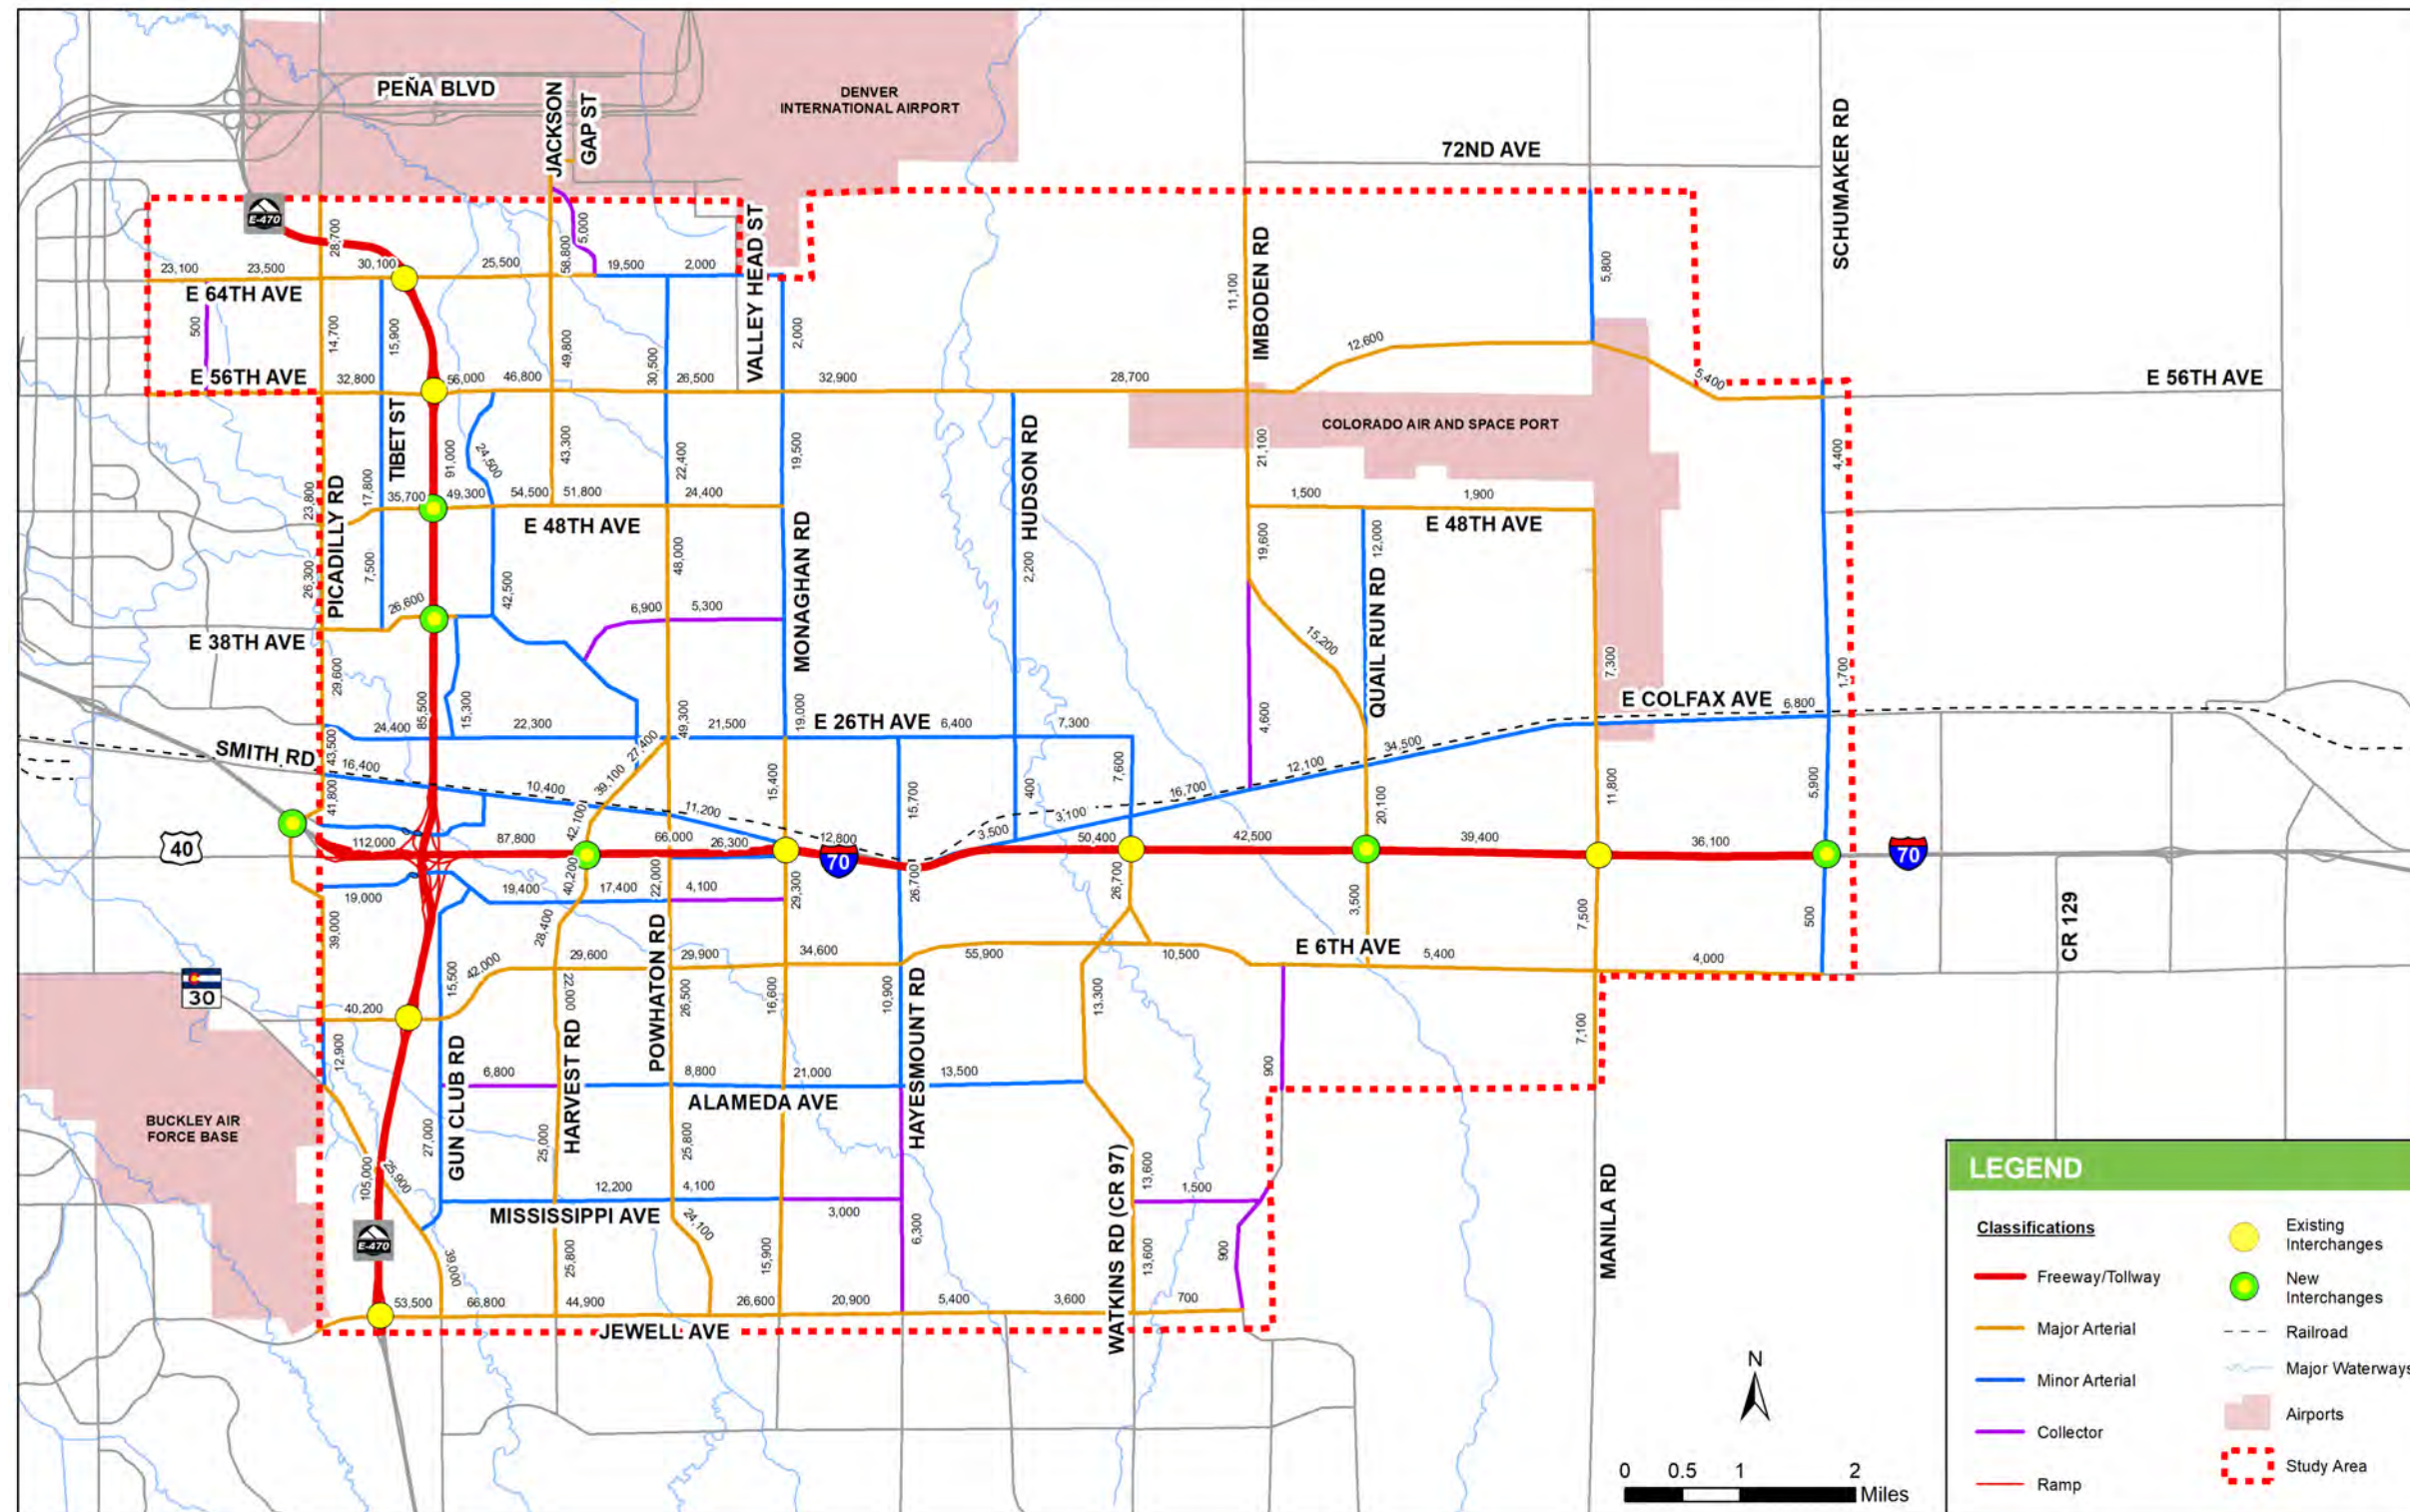 PEÑA BLVD
JACKSON
GAP ST
DENVER
INTERNATIONAL AIRPORT
72ND AVE
SCHUMAKER RD
E-470
28,700
5,000
58,800
VALLEY HEAD ST
IMBODEN RD
11,100
5,800
23,100
23,500
30,100
25,500
19,500
2,000
E 64TH AVE
500
14,700
15,900
49,800
30,500
2,000
12,600
E 56TH AVE
32,800
56,000
46,800
26,500
32,900
28,700
5,400
E 56TH AVE
TIBET ST
COLORADO AIR AND SPACE PORT
HUDSON RD
91,000
24,500
43,300
22,400
19,500
21,100
4,400
PICADILLY RD
23,800
17,800
35,700
49,300
54,500
51,800
24,400
1,500
1,900
E 48TH AVE
E 48TH AVE
MONAGHAN RD
48,000
2,200
19,600
12,000
QUAIL RUN RD
26,300
7,500
26,600
42,500
6,900
5,300
E 38TH AVE
15,200
7,300
1,700
29,600
85,500
15,300
49,300
19,000
4,600
E COLFAX AVE
6,800
24,400
22,300
21,500
E 26TH AVE
6,400
7,300
SMITH RD
43,500
16,400
27,400
39,100
34,500
12,100
16,700
10,400
11,200
15,400
15,700
400
7,600
41,800
42,100
20,100
11,800
5,900
3,100
3,500
40
112,000
87,800
66,000
26,300
12,800
70
50,400
42,500
39,400
36,100
70
19,000
19,400
40,200
17,400
22,000
4,100
29,300
26,700
26,700
3,500
7,500
500
CR 129
39,000
28,400
POWHATON RD
E 6TH AVE
30
15,500
42,000
29,600
29,900
34,600
55,900
10,500
5,400
4,000
40,200
22,000
26,500
16,600
10,900
HAYESMOUNT RD
13,300
7,100
12,900
GUN CLUB RD
HARVEST RD
900
6,800
8,800
21,000
13,500
ALAMEDA AVE
BUCKLEY AIR
FORCE BASE
27,000
25,000
25,800
WATKINS RD (CR 97)
MANILA RD
105,000
25,900
12,200
4,100
3,000
13,600
1,500
MISSISSIPPI AVE
24,100
E-470
39,000
25,800
15,900
6,300
13,600
900
53,500
66,800
44,900
26,600
20,900
5,400
3,600
700
JEWELL AVE
N
0 0.5 1 2
Miles
LEGEND
Classifications
Freeway/Tollway
Major Arterial
Minor Arterial
Collector
Ramp
Existing
Interchanges
New
Interchanges
Railroad
Major Waterways
Airports
Study Area